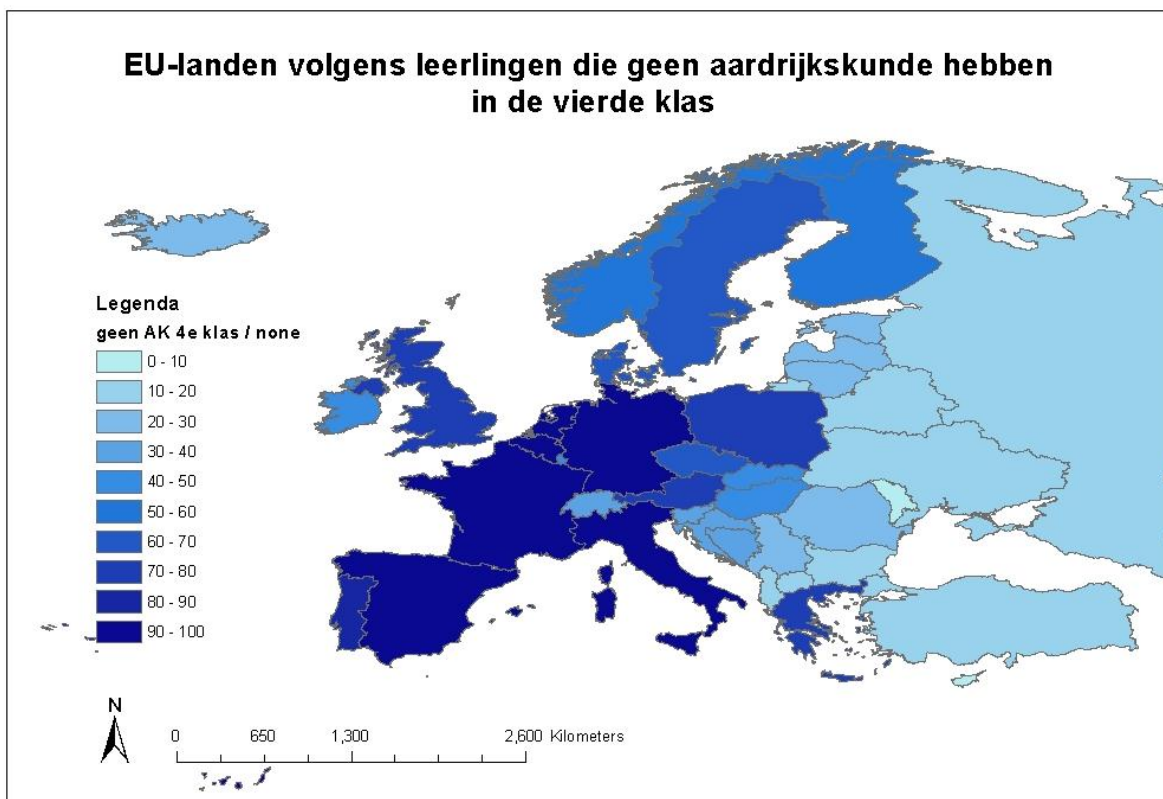 EU-landen volgens leerlingen die geen aardrijkskunde hebben
in de vierde klas
Legenda
geen AK 4e klas / none
0 - 10
10 - 20
20 - 30
30 - 40
40 - 50
50 - 60
60 - 70
70 - 80
80 - 90
90 - 100
N
0 650 1,300 2,600 Kilometers